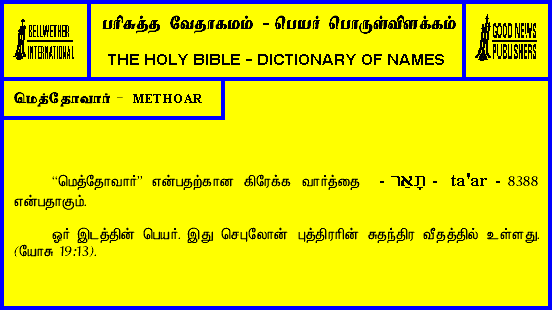 BELLWETHER
INTERNATIONAL
பரிசுத்த வேதாகமம் - பெயர் பொருள்விளக்கம்
THE HOLY BIBLE - DICTIONARY OF NAMES
GOOD NEWS
PUBLISHERS
மெத்தோவார் - METHOAR
“மெத்தோவார்” என்பதற்கான கிரேக்க வார்த்தை - תָּאַר - ta'ar - 8388
என்பதாகும்.
ஓர் இடத்தின் பெயர். இது செபுலோன் புத்திரரின் சுதந்திர வீதத்தில் உள்ளது.
(யோசு 19:13).